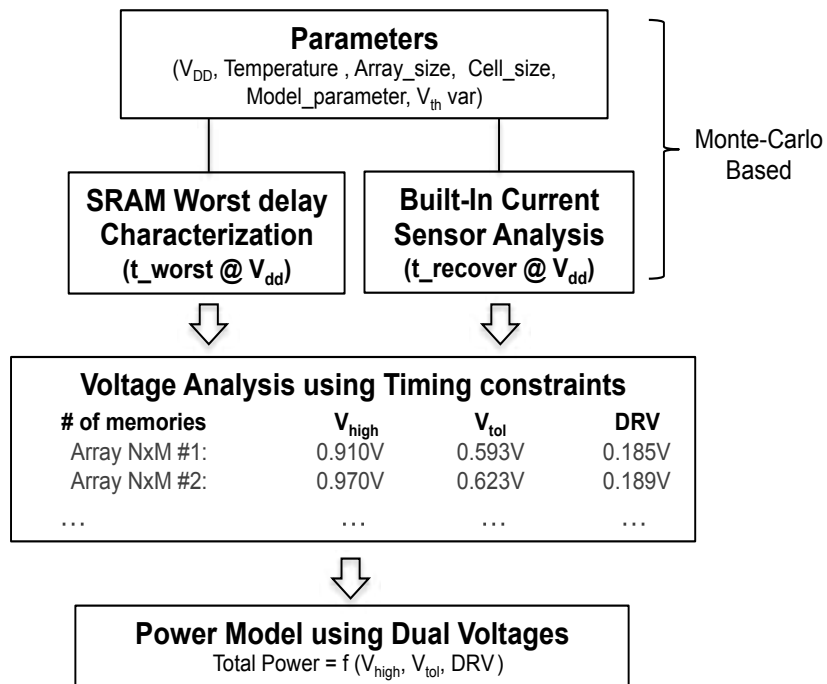 Parameters
(VDD, Temperature , Array_size, Cell_size,
Model_parameter, Vth var)
Monte-Carlo
Based
SRAM Worst delay
Characterization
(t_worst @ Vdd)
Built-In Current
Sensor Analysis
(t_recover @ Vdd)
Voltage Analysis using Timing constraints
# of memories Vhigh Vtol DRV
Array NxM #1: 0.910V 0.593V 0.185V
Array NxM #2: 0.970V 0.623V 0.189V
... ... ... ...
Power Model using Dual Voltages
Total Power = f (Vhigh, Vtol, DRV )